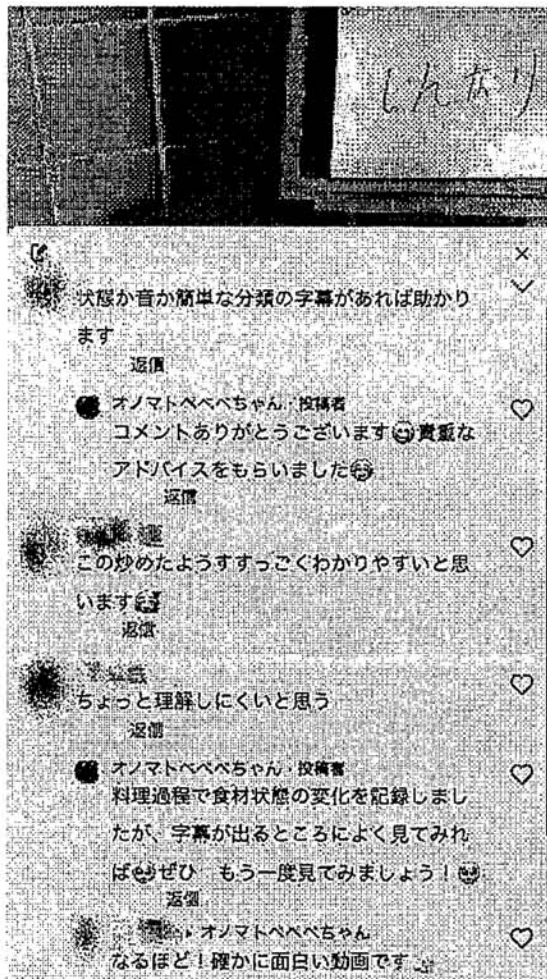 しんなり
状態か音か簡単な分類の字幕があれば助かり
ます
返信
オノマトペペペちゃん・投稿者
コメントありがとうございます😂貴重な
アドバイスをもらいました😂
返信
この炒めたようすすっごくわかりやすいと思
います
返信
ちょっと理解しにくいと思う
返信
オノマトペペペちゃん・投稿者
料理過程で食材状態の変化を記録しまし
たが、字幕が出るところによく見てみれ
ばぜひ もう一度見てみましょう！
返信
オノマトペペペちゃん
なるほど！確かに面白い動画です